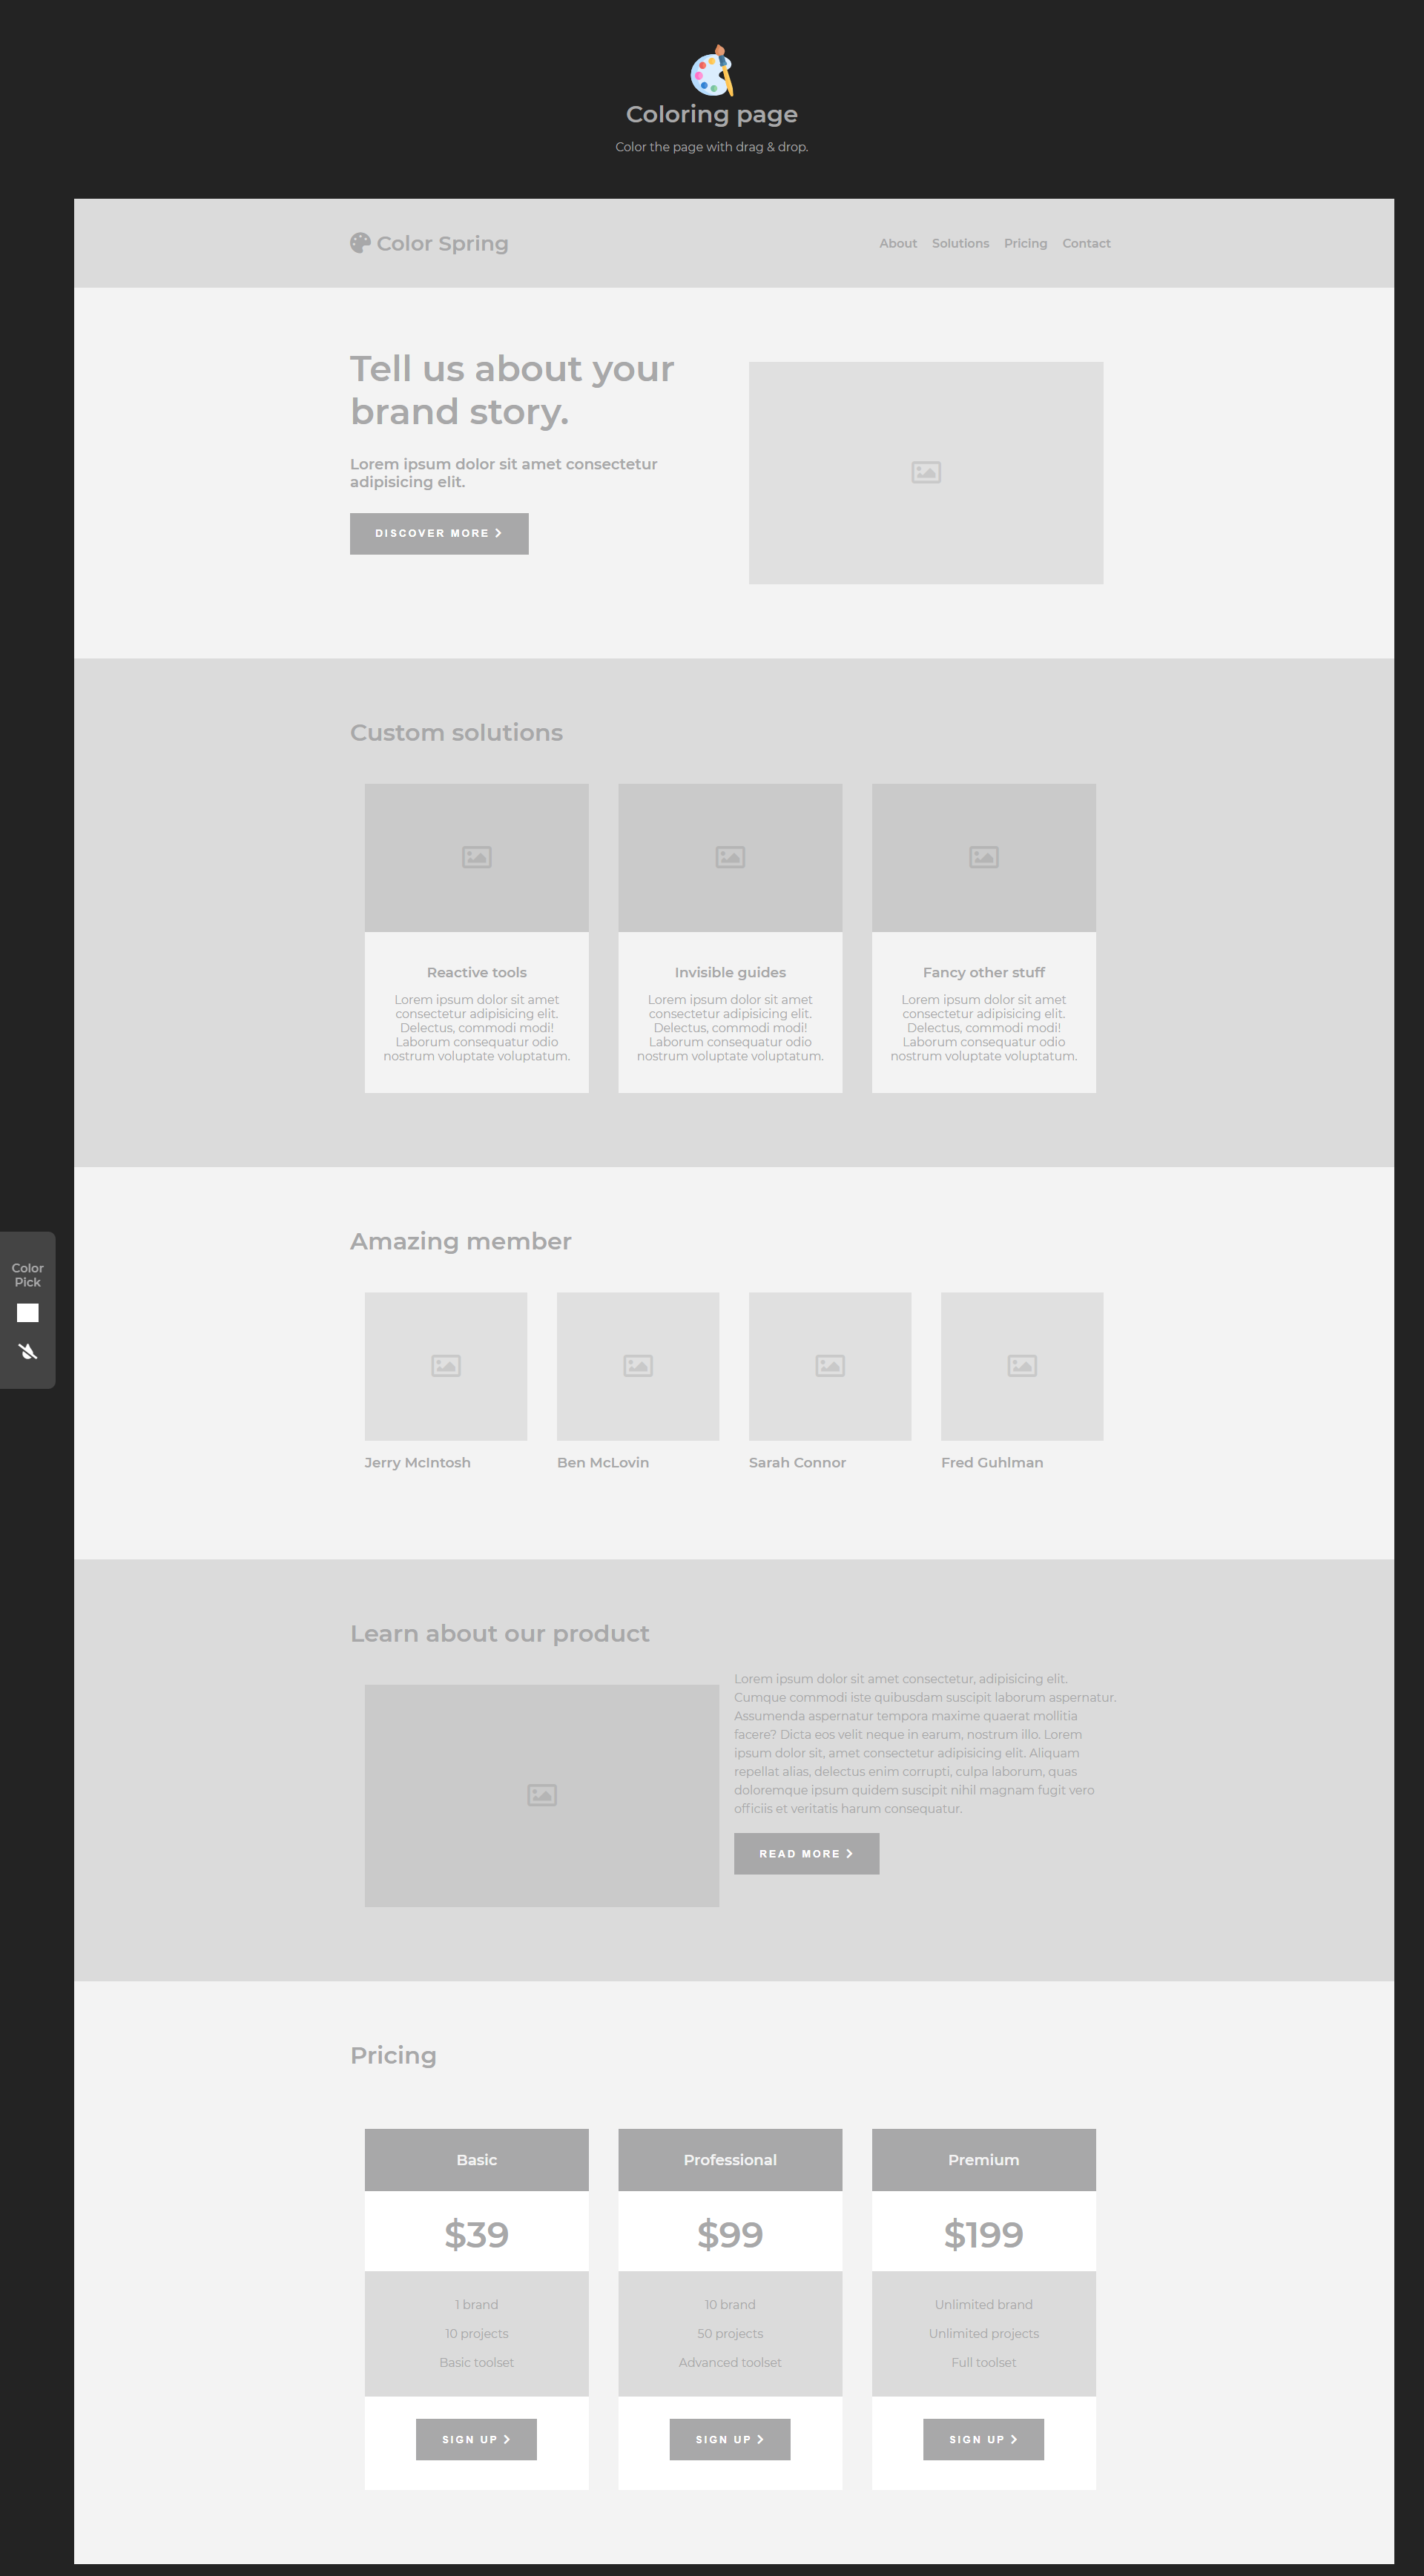 Coloring page
Color the page with drag & drop.
Color Spring
About Solutions Pricing Contact
Tell us about your
brand story.
Lorem ipsum dolor sit amet consectetur
adipisicing elit.
DISCOVER MORE
Custom solutions
Reactive tools
Lorem ipsum dolor sit amet
consectetur adipisicing elit.
Delectus, commodi modi!
Laborum consequatur odio
nostrum voluptate voluptatum.
Invisible guides
Lorem ipsum dolor sit amet
consectetur adipisicing elit.
Delectus, commodi modi!
Laborum consequatur odio
nostrum voluptate voluptatum.
Fancy other stuff
Lorem ipsum dolor sit amet
consectetur adipisicing elit.
Delectus, commodi modi!
Laborum consequatur odio
nostrum voluptate voluptatum.
Color
Pick
Amazing member
Jerry McIntosh
Ben McLovin
Sarah Connor
Fred Guhlman
Learn about our product
Lorem ipsum dolor sit amet consectetur, adipisicing elit.
Cumque commodi iste quibusdam suscipit laborum aspernatur.
Assumenda aspernatur tempora maxime quaerat mollitia
facere? Dicta eos velit neque in earum, nostrum illo. Lorem
ipsum dolor sit, amet consectetur adipisicing elit. Aliquam
repellat alias, delectus enim corrupti, culpa laborum, quas
doloremque ipsum quidem suscipit nihil magnam fugit vero
officiis et veritatis harum consequatur.
READ MORE
Pricing
Basic
$39
1 brand
10 projects
Basic toolset
SIGN UP
Professional
$99
10 brand
50 projects
Advanced toolset
SIGN UP
Premium
$199
Unlimited brand
Unlimited projects
Full toolset
SIGN UP